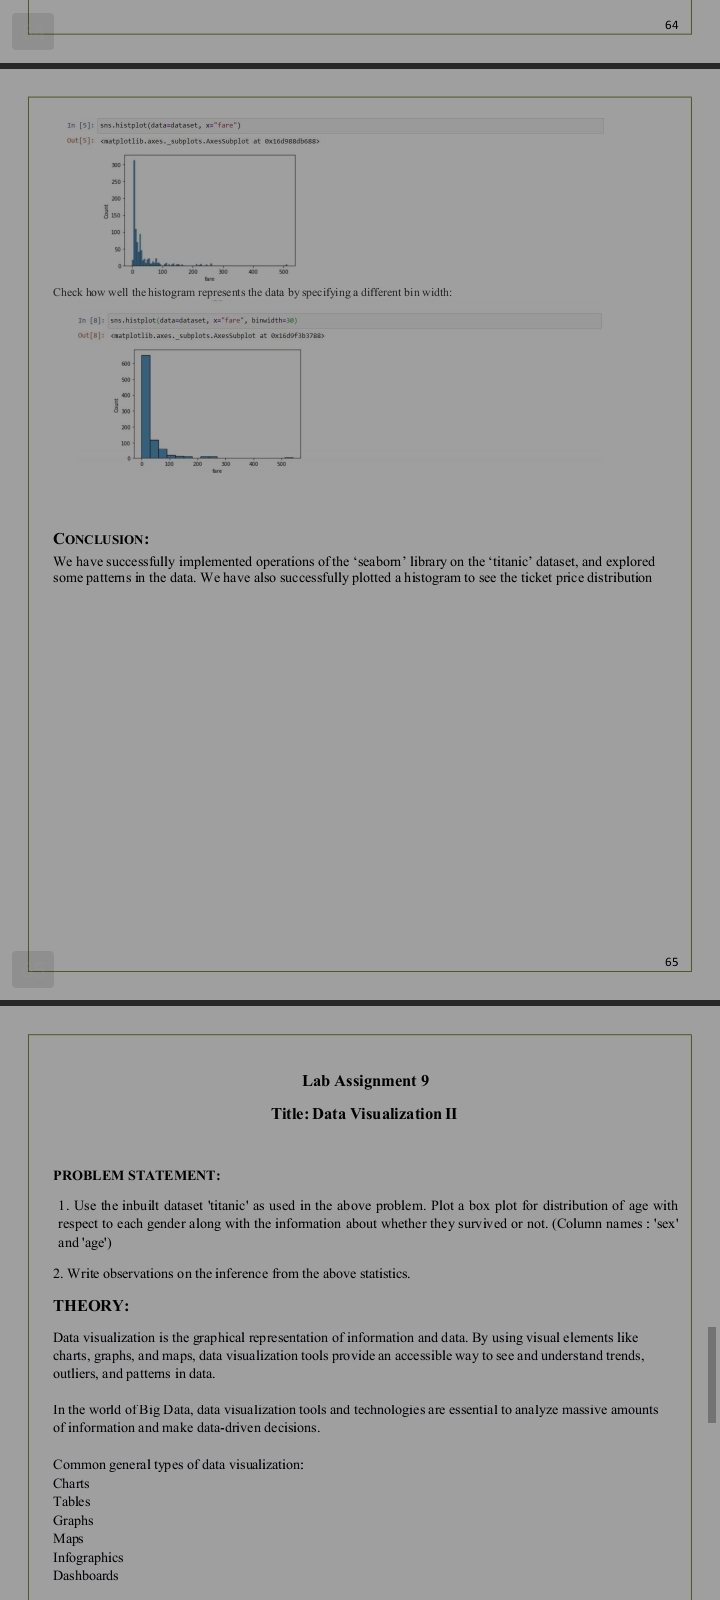 64
In [5]: sns.histplot(data=dataset, x="fare")
Out[5]: <matplotlib.axes._subplots.AxesSubplot at 0x16d988db688>
300
250
200
150
100
50
0
Count
0 100 200 300 400 500
fare
Check how well the histogram represents the data by specifying a different bin width:
In [8]: sns.histplot(data=dataset, x="fare", binwidth=30)
Out[8]: <matplotlib.axes._subplots.AxesSubplot at 0x16d9f3b3788>
600
500
400
300
200
100
0
Count
0 100 200 300 400 500
fare
CONCLUSION:
We have successfully implemented operations of the ‘seaborn’ library on the ‘titanic’ dataset, and explored
some patterns in the data. We have also successfully plotted a histogram to see the ticket price distribution
65
Lab Assignment 9
Title: Data Visualization II
PROBLEM STATEMENT:
1. Use the inbuilt dataset 'titanic' as used in the above problem. Plot a box plot for distribution of age with
respect to each gender along with the information about whether they survived or not. (Column names : 'sex'
and 'age')
2. Write observations on the inference from the above statistics.
THEORY:
Data visualization is the graphical representation of information and data. By using visual elements like
charts, graphs, and maps, data visualization tools provide an accessible way to see and understand trends,
outliers, and patterns in data.
In the world of Big Data, data visualization tools and technologies are essential to analyze massive amounts
of information and make data-driven decisions.
Common general types of data visualization:
Charts
Tables
Graphs
Maps
Infographics
Dashboards